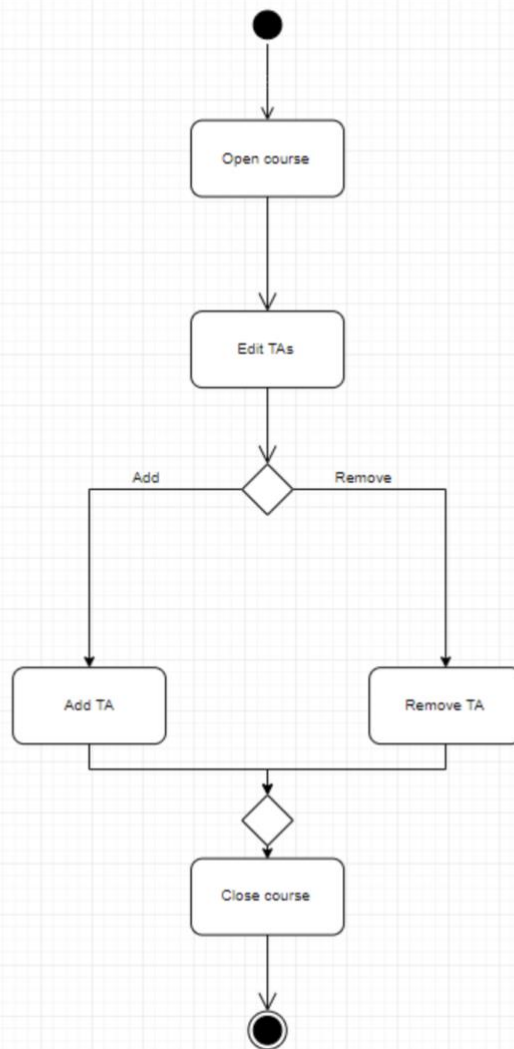 Open course
Edit TAs
Add
Remove
Add TA
Remove TA
Close course